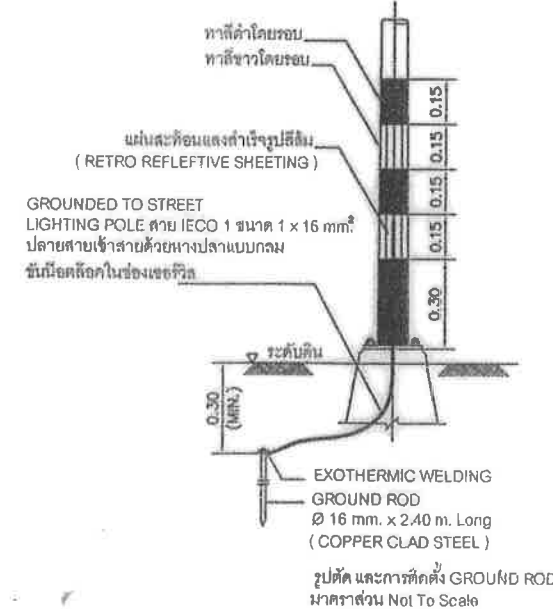 ทาสีดำโดยรอบ
ทาสีขาวโดยรอบ
แผ่นสะท้อนแสงสำเร็จรูปสีส้ม
( RETRO REFLEFTIVE SHEETING )
GROUNDED TO STREET
LIGHTING POLE สาย IECO 1 ขนาด 1 x 16 mm.²
ปลายสายเข้าสายด้วยหางปลาแบบกลม
ขันน๊อตล๊อคในช่องเซอร์วิส
0.15
0.15
0.15
0.15
0.30
ระดับดิน
0.30
(MIN.)
EXOTHERMIC WELDING
GROUND ROD
Ø 16 mm. x 2.40 m. Long
( COPPER CLAD STEEL )
รูปตัด และการติดตั้ง GROUND ROD
มาตราส่วน Not To Scale